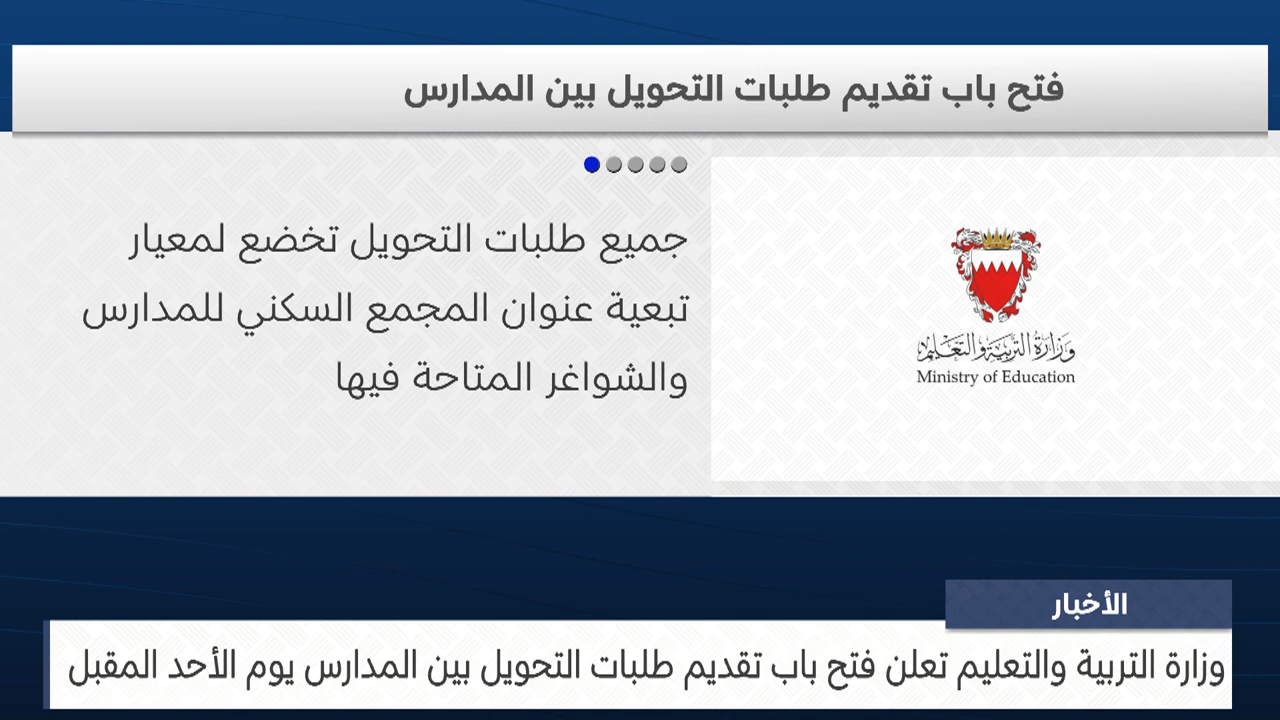 فتح باب تقديم طلبات التحويل بين المدارس
جميع طلبات التحويل تخضع لمعيار
تبعية عنوان المجمع السكني للمدارس
والشواغر المتاحة فيها
وزارة التربية والتعليم
Ministry of Education
الأخبار
وزارة التربية والتعليم تعلن فتح باب تقديم طلبات التحويل بين المدارس يوم الأحد المقبل